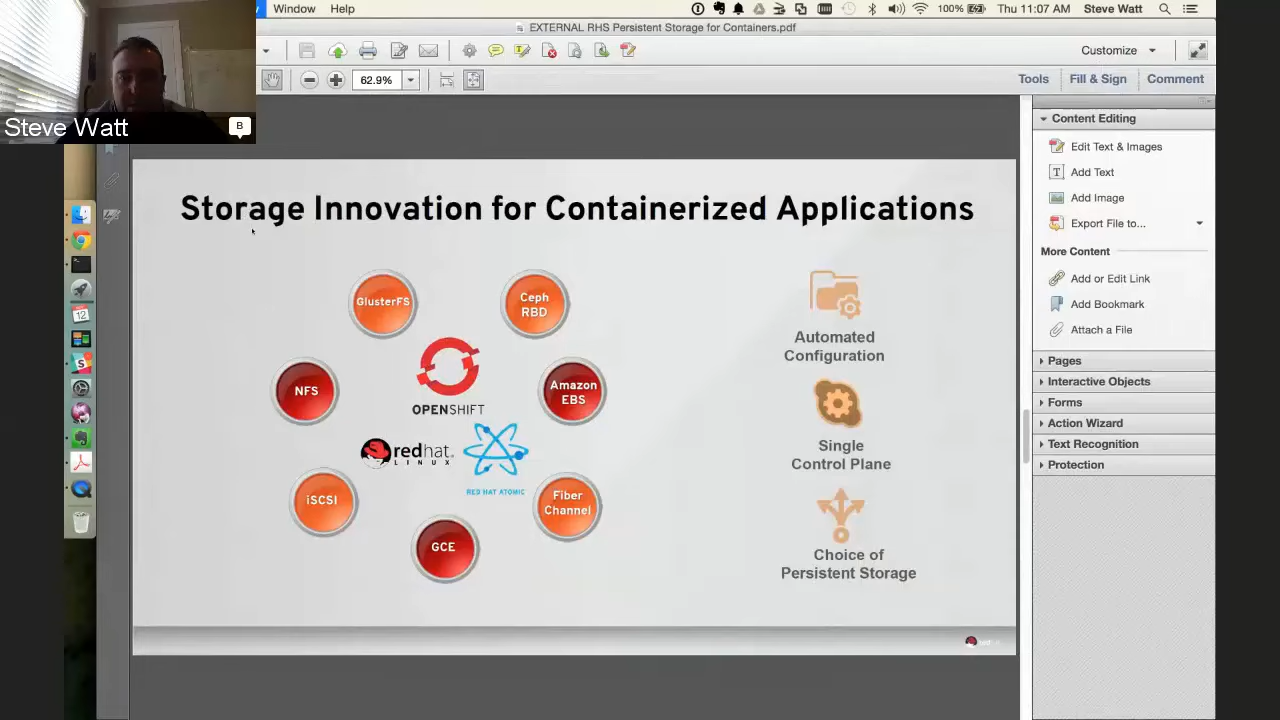 Window Help
100% Thu 11:07 AM Steve Watt
EXTERNAL RHS Persistent Storage for Containers.pdf
Customize
62.9%
Tools Fill & Sign Comment
Steve Watt
B
Content Editing
Edit Text & Images
Add Text
Add Image
Export File to...
More Content
Add or Edit Link
Add Bookmark
Attach a File
Pages
Interactive Objects
Forms
Action Wizard
Text Recognition
Protection
12
Storage Innovation for Containerized Applications
GlusterFS
Ceph
RBD
NFS
OPENSHIFT
Amazon
EBS
redhat.
LINUX
RED HAT ATOMIC
iSCSI
Fiber
Channel
GCE
Automated
Configuration
Single
Control Plane
Choice of
Persistent Storage